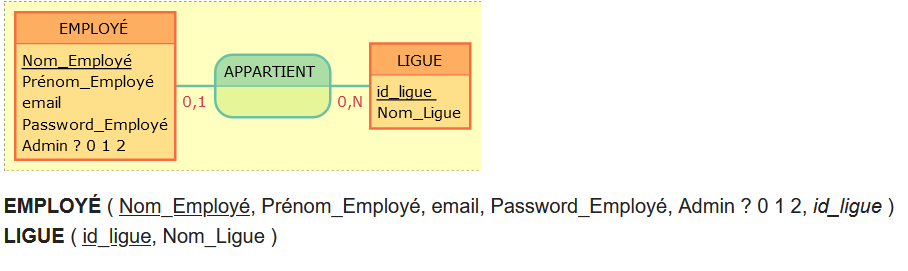 EMPLOYÉ
Nom_Employé
Prénom_Employé
email
Password_Employé
Admin ? 0 1 2
0,1
APPARTIENT
0,N
LIGUE
id_ligue
Nom_Ligue
EMPLOYÉ ( Nom_Employé, Prénom_Employé, email, Password_Employé, Admin ? 0 1 2, id_ligue )
LIGUE ( id_ligue, Nom_Ligue )